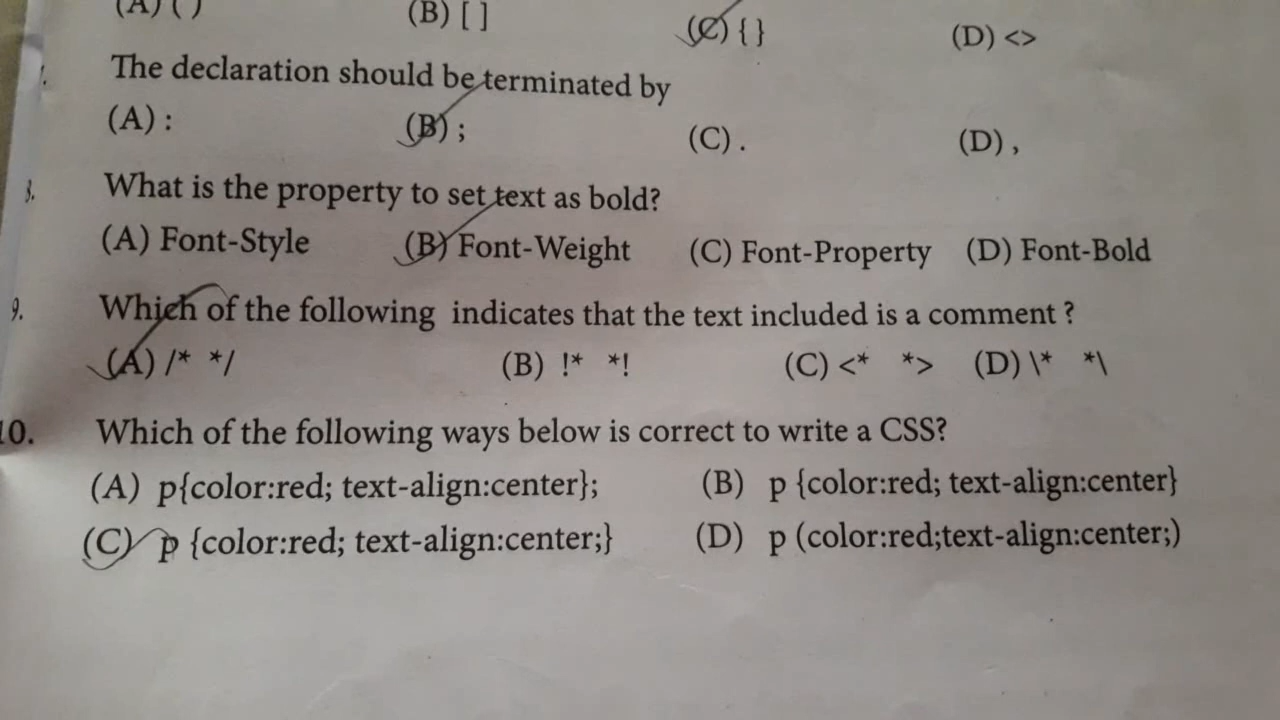 (A) ( ) (B) [ ] (C) { } (D) <>
The declaration should be terminated by
(A) : (B) ; (C) . (D) ,
8. What is the property to set text as bold?
(A) Font-Style (B) Font-Weight (C) Font-Property (D) Font-Bold
9. Which of the following indicates that the text included is a comment ?
(A) /* */ (B) !* *! (C) <* *> (D) \* *\
10. Which of the following ways below is correct to write a CSS?
(A) p{color:red; text-align:center}; (B) p {color:red; text-align:center}
(C) p {color:red; text-align:center;} (D) p (color:red;text-align:center;)